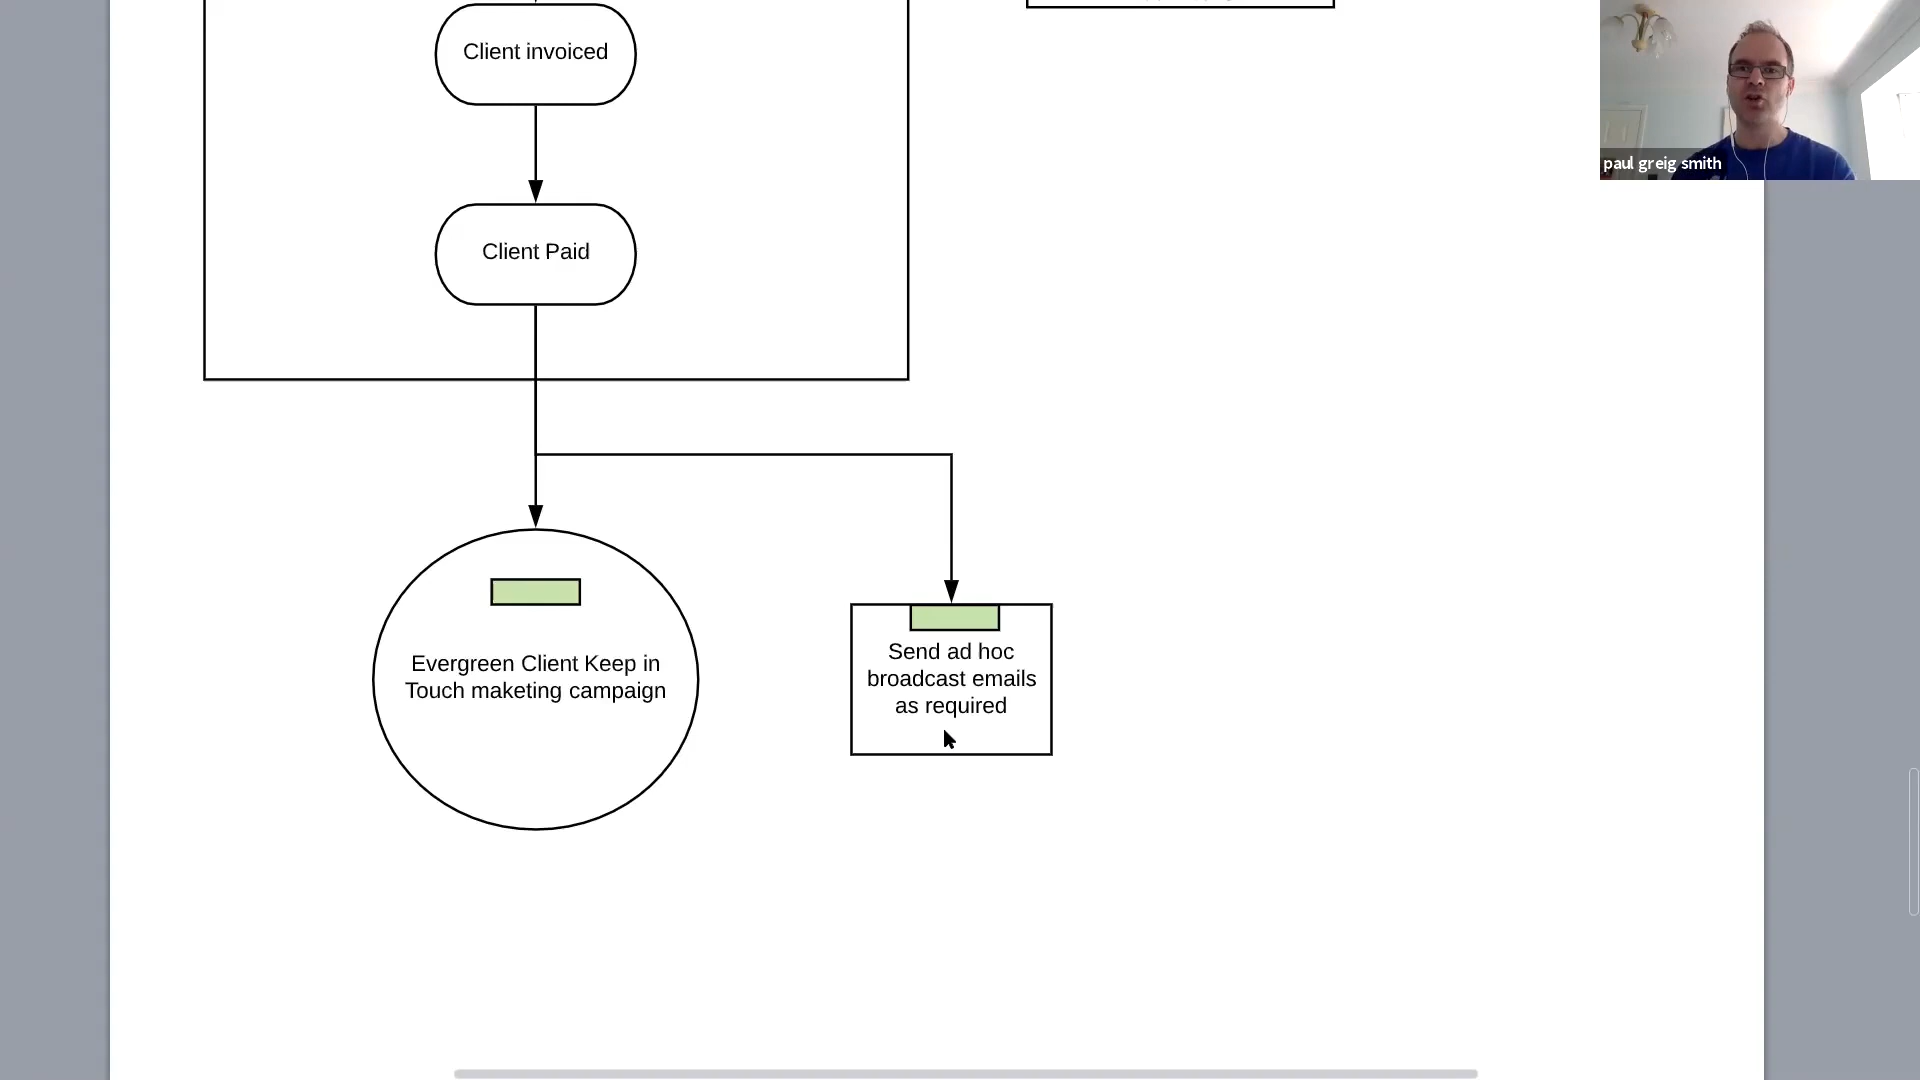 Client invoiced
paul greig smith
Client Paid
Evergreen Client Keep in
Touch maketing campaign
Send ad hoc
broadcast emails
as required